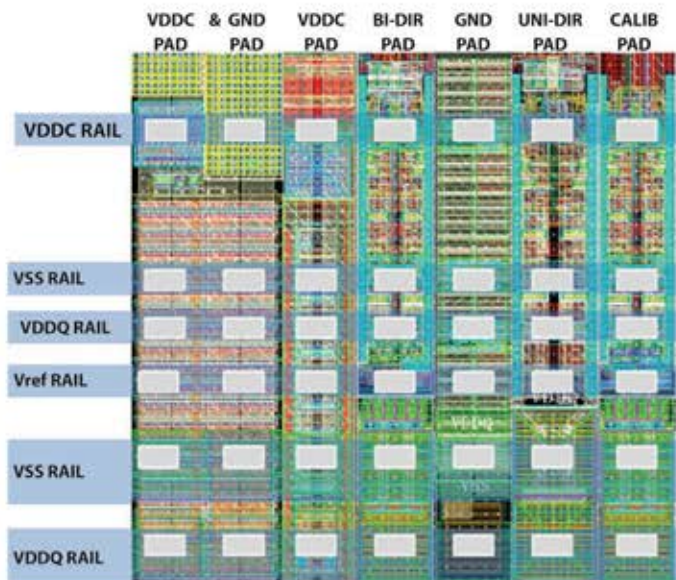 VDDC & GND VDDC BI-DIR GND UNI-DIR CALIB
PAD PAD PAD PAD PAD PAD PAD
VDDC RAIL
VSS RAIL
VDDQ RAIL
Vref RAIL
VDDQ
VSS RAIL
VDDQ RAIL